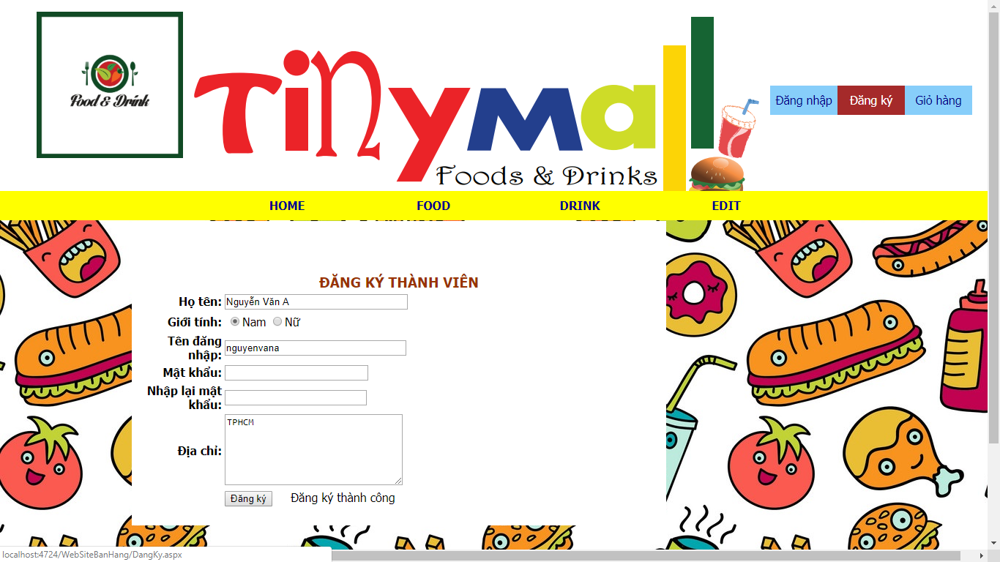 Food & Drink
Tinymall
Foods & Drinks
Đăng nhập Đăng ký Giỏ hàng
HOME FOOD DRINK EDIT
ĐĂNG KÝ THÀNH VIÊN
Họ tên: Nguyễn Văn A
Giới tính: Nam Nữ
Tên đăng
nhập: nguyenvana
Mật khẩu:
Nhập lại mật
khẩu:
Địa chỉ: TPHCM
Đăng ký Đăng ký thành công
localhost:4724/WebSiteBanHang/DangKy.aspx